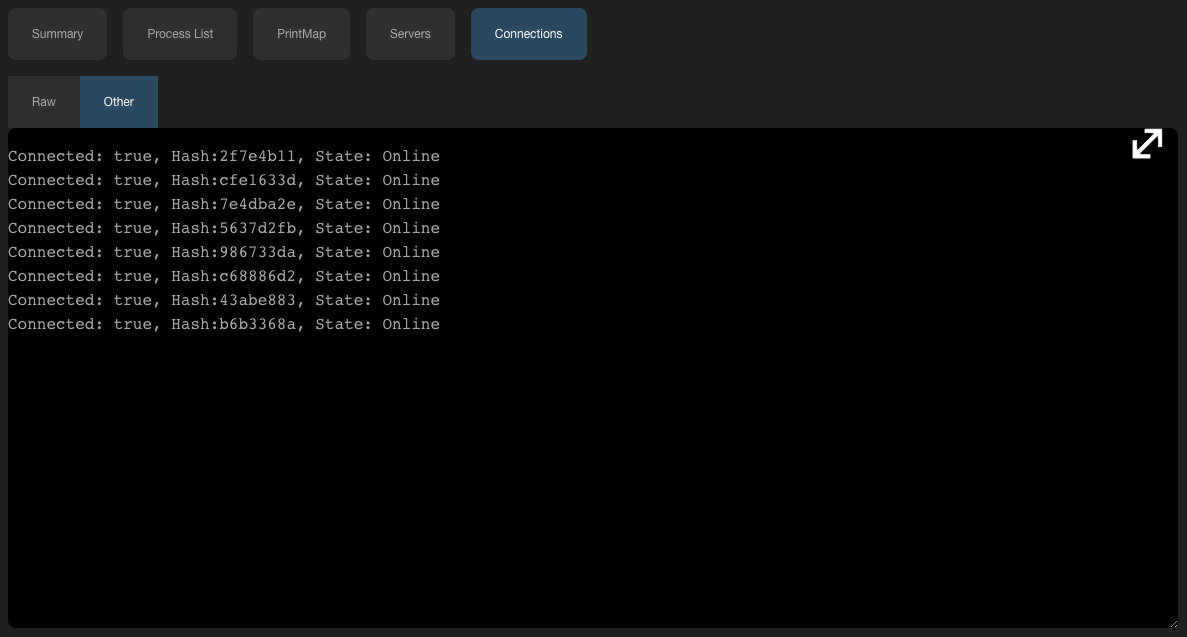 Summary Process List PrintMap Servers Connections
Raw Other
Connected: true, Hash:2f7e4b11, State: Online
Connected: true, Hash:cfe1633d, State: Online
Connected: true, Hash:7e4dba2e, State: Online
Connected: true, Hash:5637d2fb, State: Online
Connected: true, Hash:986733da, State: Online
Connected: true, Hash:c68886d2, State: Online
Connected: true, Hash:43abe883, State: Online
Connected: true, Hash:b6b3368a, State: Online